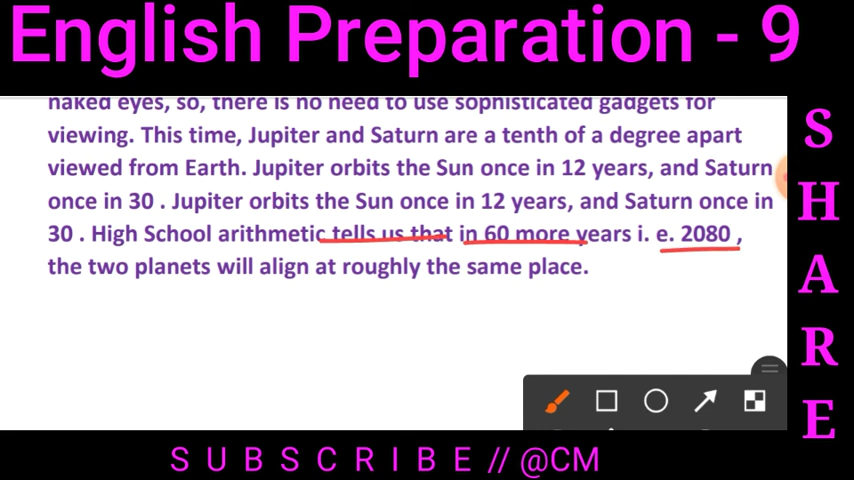 English Preparation - 9
naked eyes, so, there is no need to use sophisticated gadgets for
viewing. This time, Jupiter and Saturn are a tenth of a degree apart
viewed from Earth. Jupiter orbits the Sun once in 12 years, and Saturn
once in 30 . Jupiter orbits the Sun once in 12 years, and Saturn once in
30 . High School arithmetic tells us that in 60 more years i. e. 2080 ,
the two planets will align at roughly the same place.
S
H
A
R
E
S U B S C R I B E // @CM